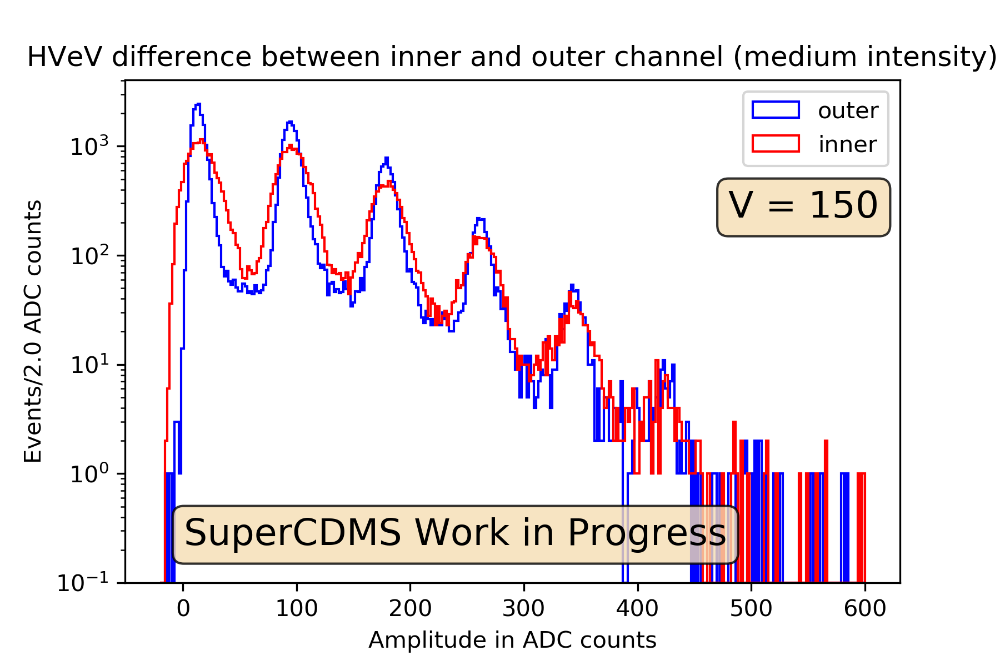 HVeV difference between inner and outer channel (medium intensity)
outer
inner
V = 150
Events/2.0 ADC counts
10³
10²
10¹
10⁰
10⁻¹
SuperCDMS Work in Progress
0 100 200 300 400 500 600
Amplitude in ADC counts